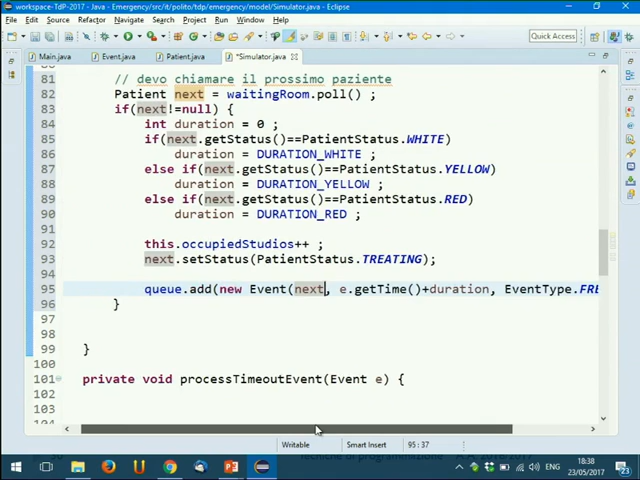 workspace-TdP-2017 - Java - Emergency/src/it/polito/tdp/emergency/model/Simulator.java - Eclipse
File Edit Source Refactor Navigate Search Project Run Window Help
Quick Access
Main.java Event.java Patient.java *Simulator.java
81 // devo chiamare il prossimo paziente
82 Patient next = waitingRoom.poll() ;
83 if(next!=null) {
84 int duration = 0 ;
85 if(next.getStatus()==PatientStatus.WHITE)
86 duration = DURATION_WHITE ;
87 else if(next.getStatus()==PatientStatus.YELLOW)
88 duration = DURATION_YELLOW ;
89 else if(next.getStatus()==PatientStatus.RED)
90 duration = DURATION_RED ;
91
92 this.occupiedStudios++ ;
93 next.setStatus(PatientStatus.TREATING);
94
95 queue.add(new Event(next, e.getTime()+duration, EventType.FRE
96 }
97
98
99 }
100
101 private void processTimeoutEvent(Event e) {
102
103
Writable Smart Insert 95 : 37
Tecniche di programmazione A.A. 2016/2017
ENG 18:38
23/05/2017